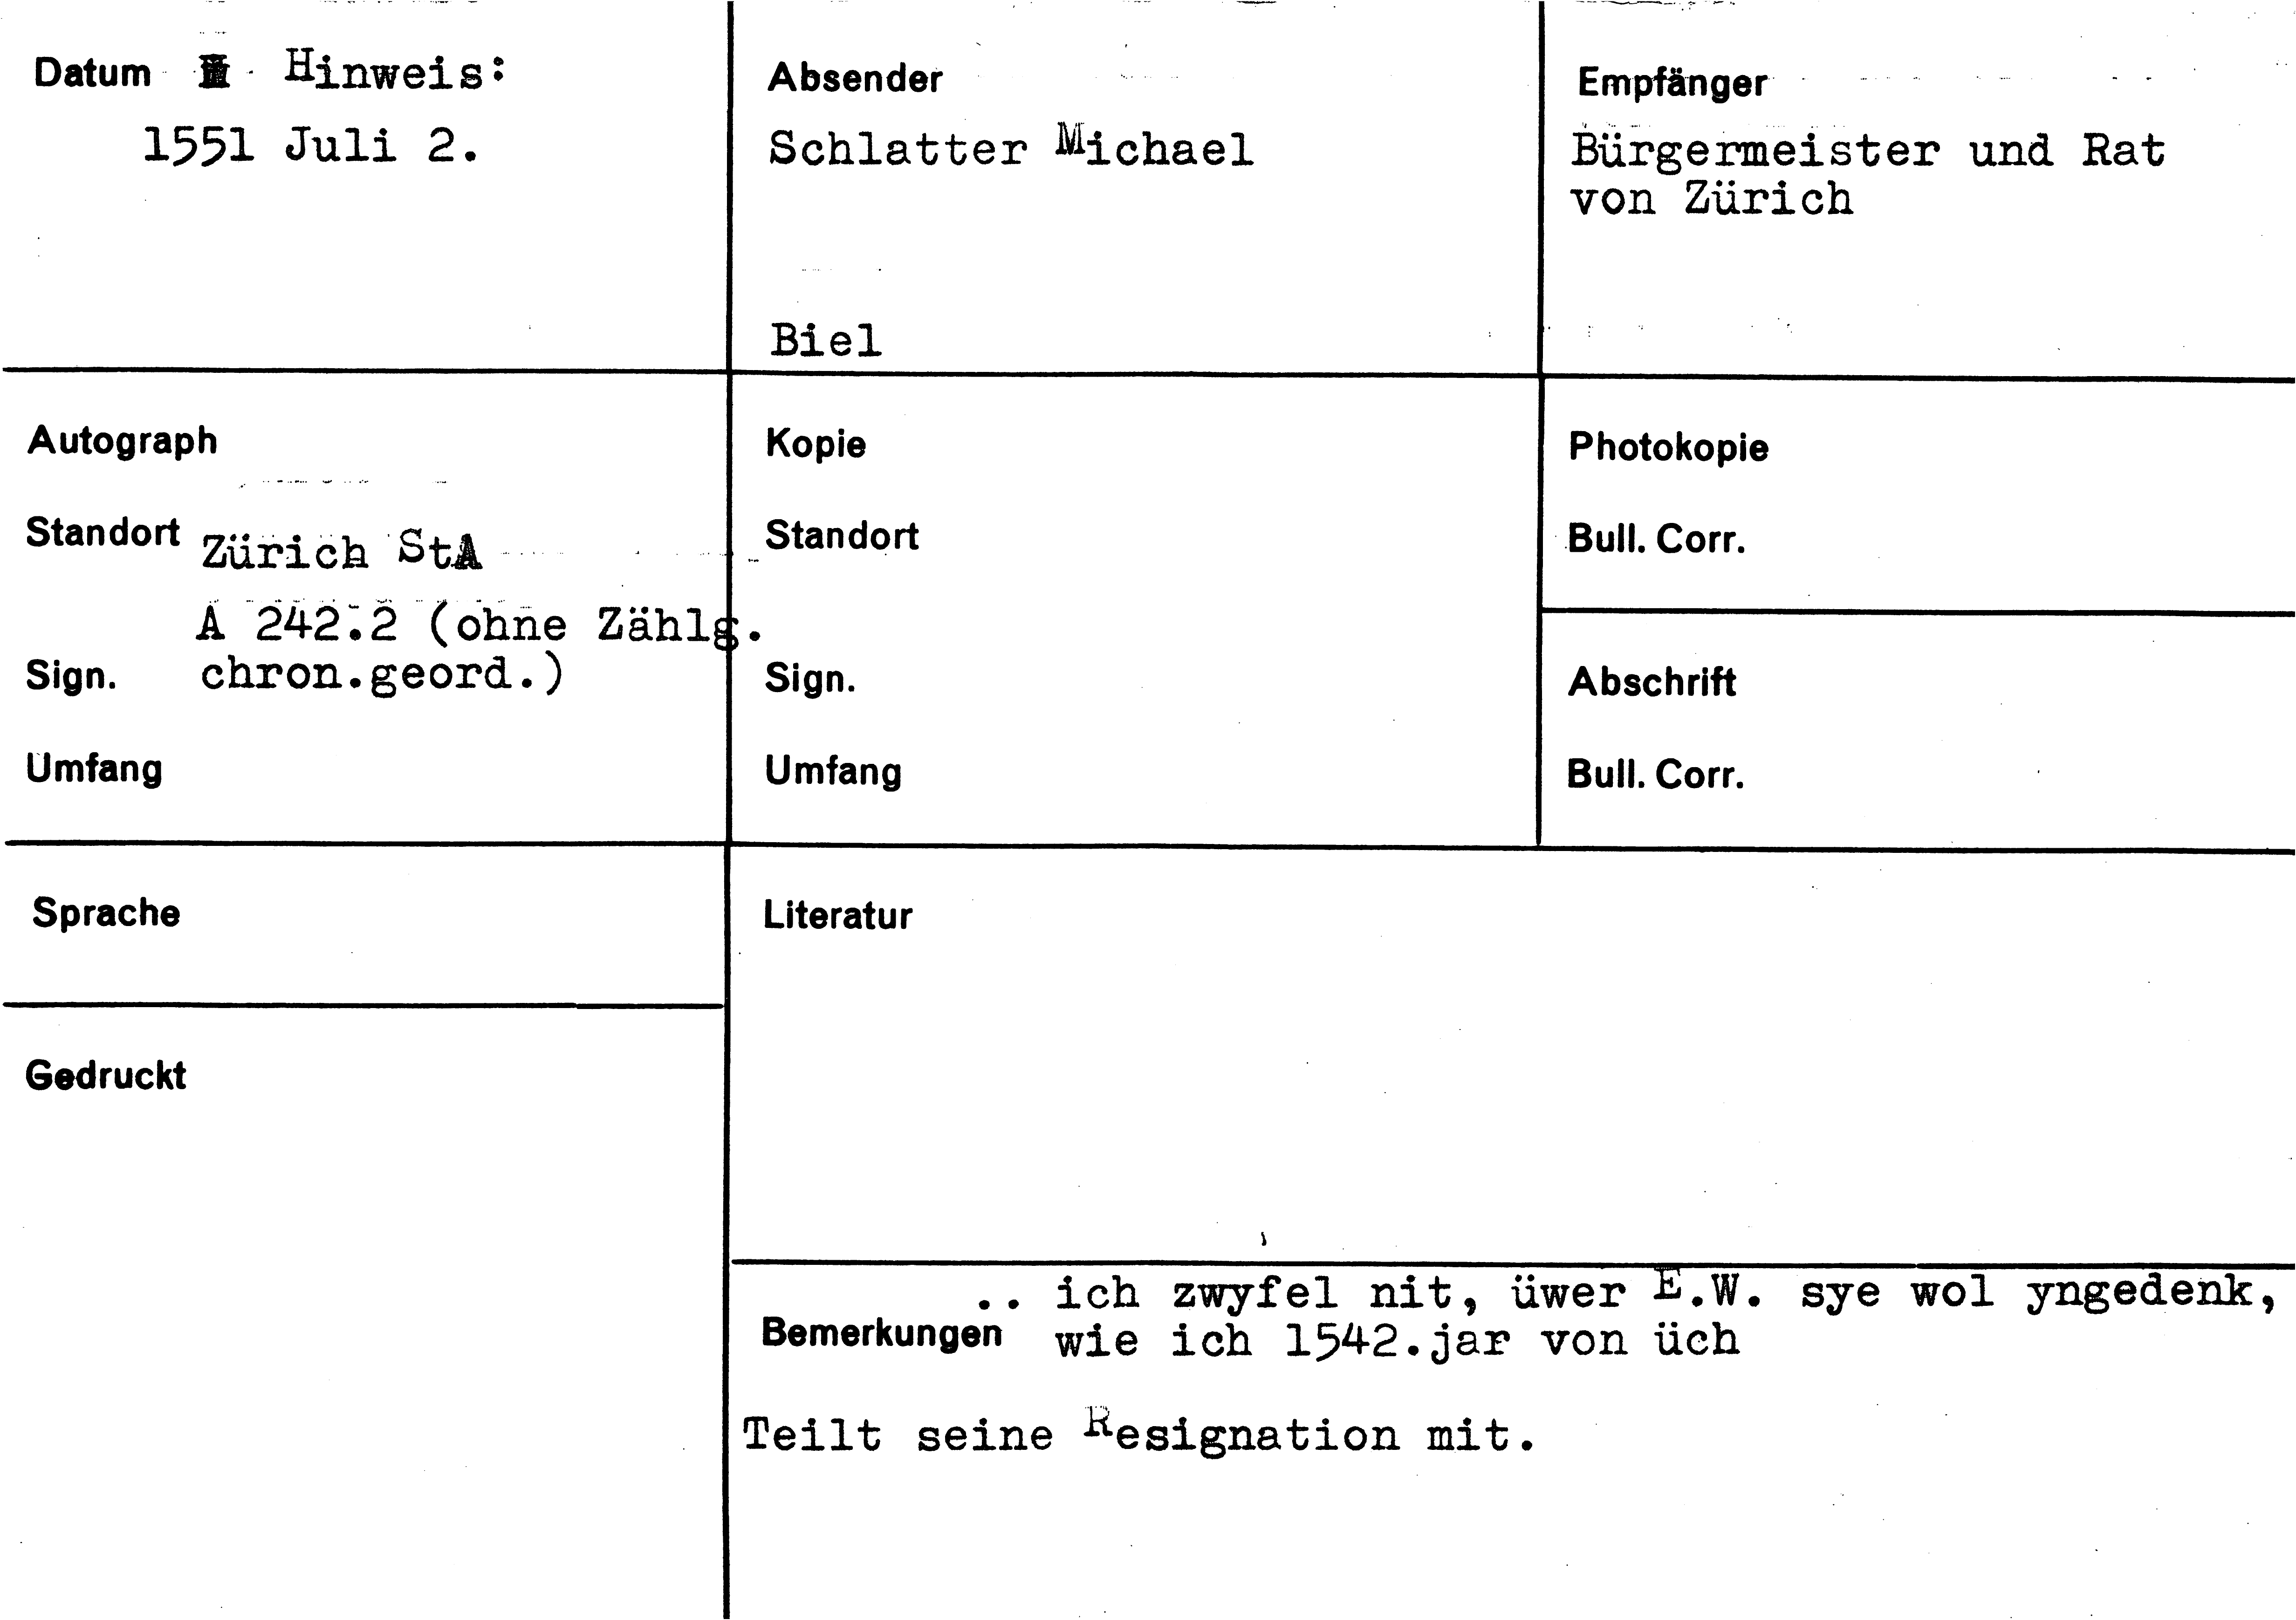 Datum Hinweis:
1551 Juli 2.
Absender
Schlatter Michael
Biel
Empfänger
Bürgermeister und Rat
von Zürich
Autograph
Standort Zürich StA
A 242.2 (ohne Zählg.
Sign. chron.geord.)
Umfang
Kopie
Standort
Sign.
Umfang
Photokopie
Bull. Corr.
Abschrift
Bull. Corr.
Sprache
Gedruckt
Literatur
.. ich zwyfel nit, üwer E.W. sye wol yngedenk,
Bemerkungen wie ich 1542.jar von üch
Teilt seine Resignation mit.